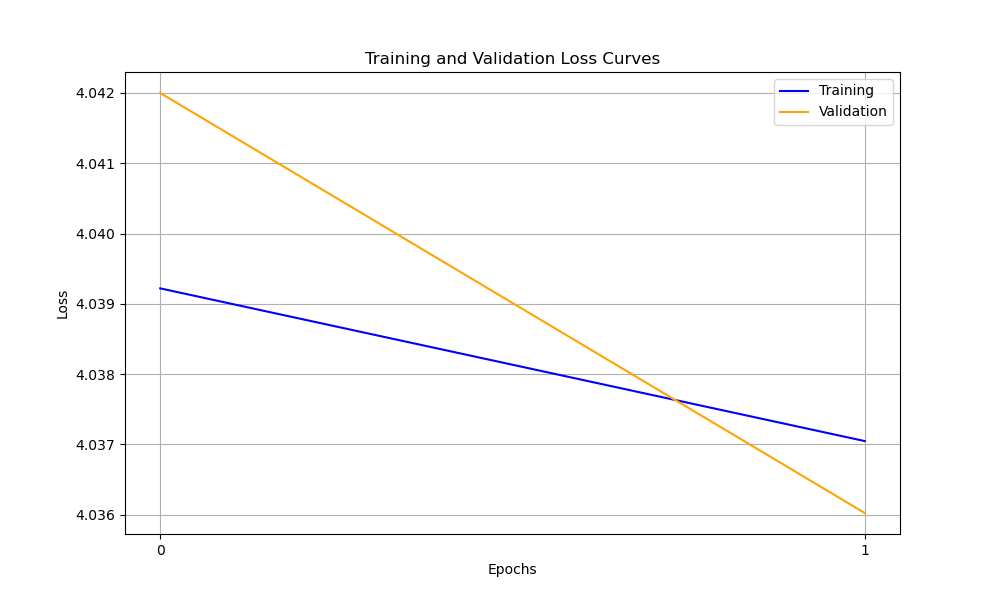 Training and Validation Loss Curves
Training
Validation
4.042
4.041
4.040
4.039
4.038
4.037
4.036
Loss
0
1
Epochs